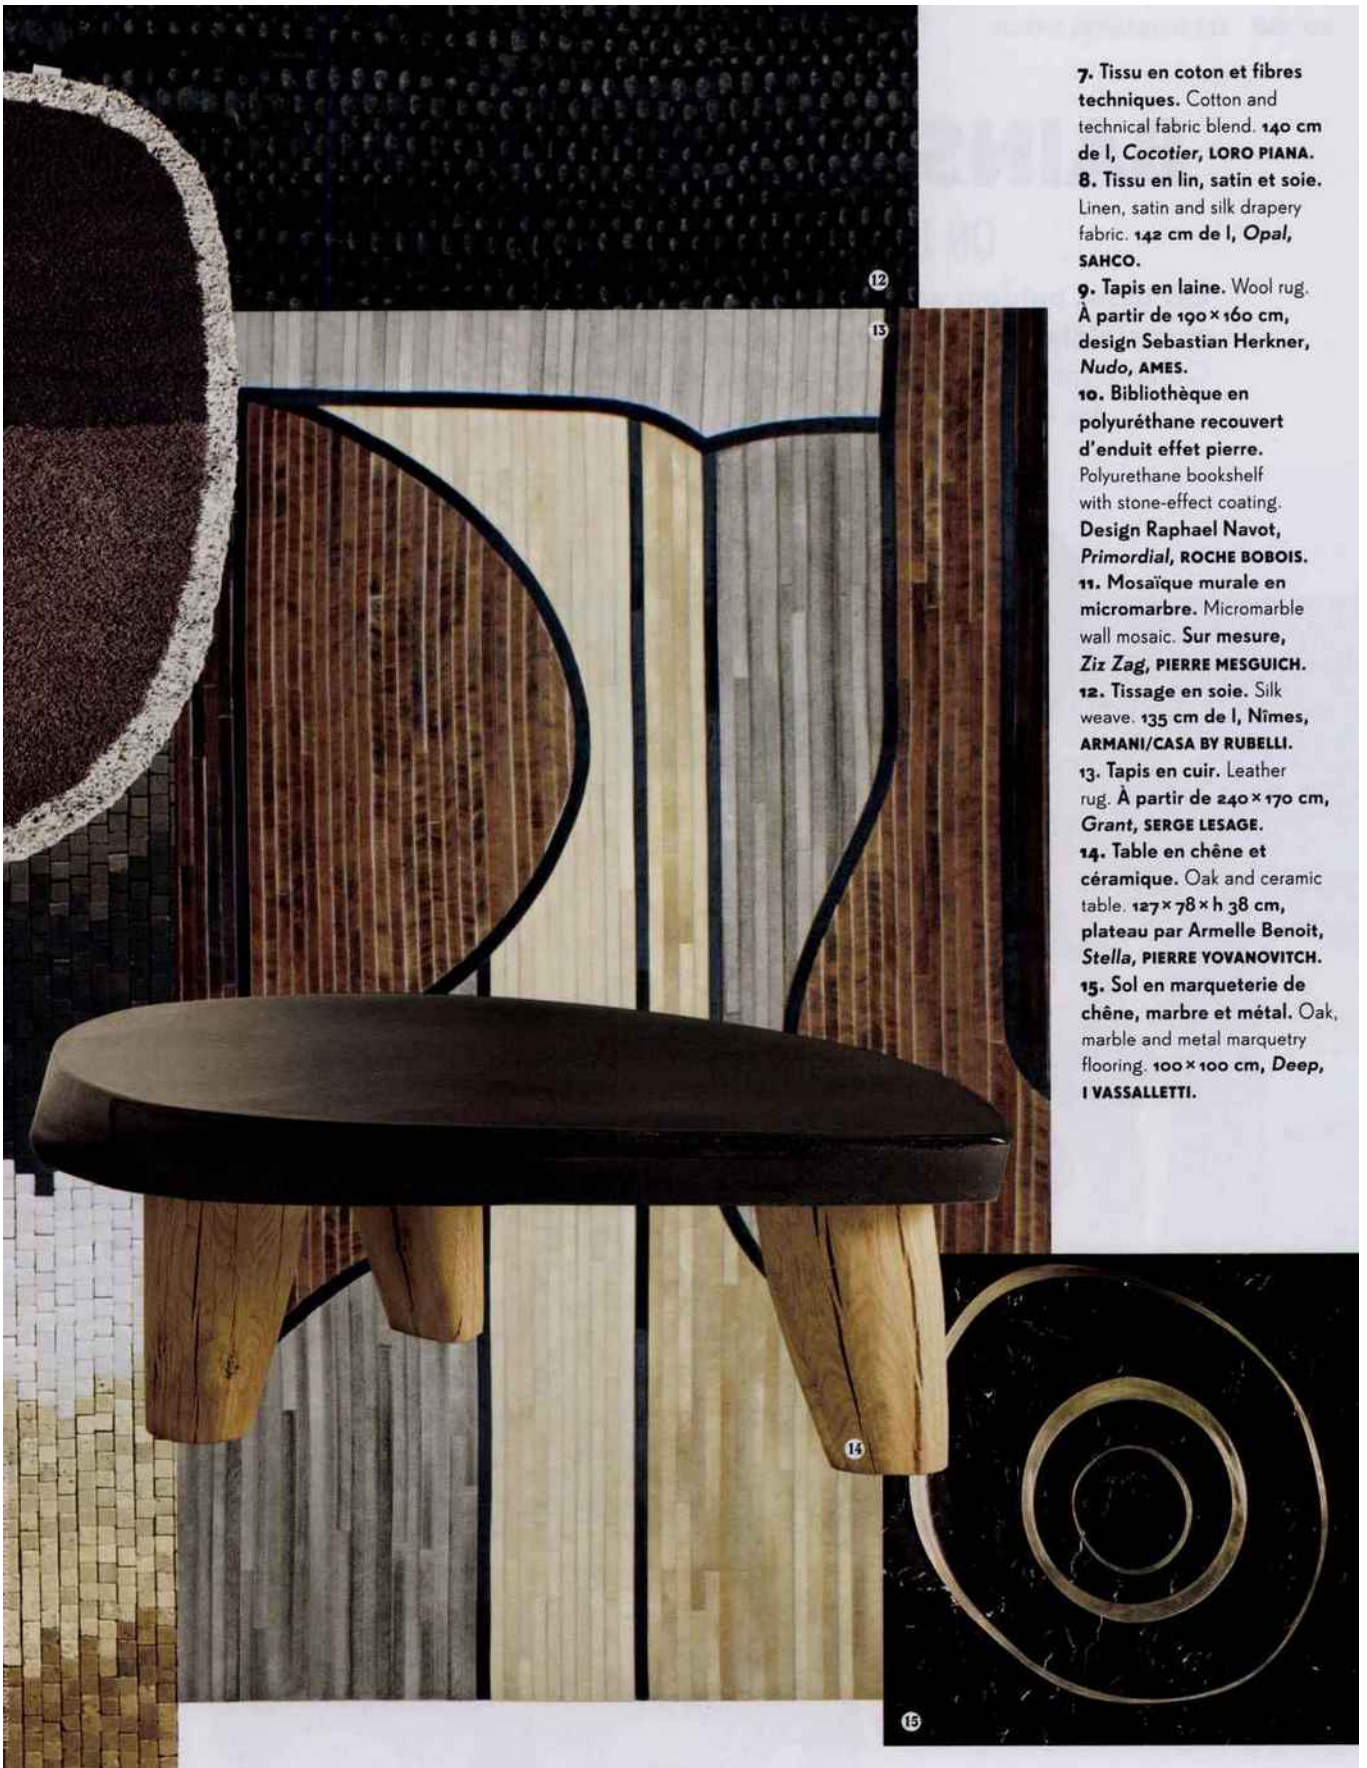 7. Tissu en coton et fibres
techniques. Cotton and
technical fabric blend. 140 cm
de l, Cocotier, LORO PIANA.
8. Tissu en lin, satin et soie.
Linen, satin and silk drapery
fabric. 142 cm de l, Opal,
SAHCO.
9. Tapis en laine. Wool rug.
À partir de 190 × 160 cm,
design Sebastian Herkner,
Nudo, AMES.
10. Bibliothèque en
polyuréthane recouvert
d'enduit effet pierre.
Polyurethane bookshelf
with stone-effect coating.
Design Raphael Navot,
Primordial, ROCHE BOBOIS.
11. Mosaïque murale en
micromarbre. Micromarble
wall mosaic. Sur mesure,
Ziz Zag, PIERRE MESGUICH.
12. Tissage en soie. Silk
weave. 135 cm de l, Nîmes,
ARMANI/CASA BY RUBELLI.
13. Tapis en cuir. Leather
rug. À partir de 240 × 170 cm,
Grant, SERGE LESAGE.
14. Table en chêne et
céramique. Oak and ceramic
table. 127 × 78 × h 38 cm,
plateau par Armelle Benoit,
Stella, PIERRE YOVANOVITCH.
15. Sol en marqueterie de
chêne, marbre et métal. Oak,
marble and metal marquetry
flooring. 100 × 100 cm, Deep,
I VASSALLETTI.
12
13
14
15